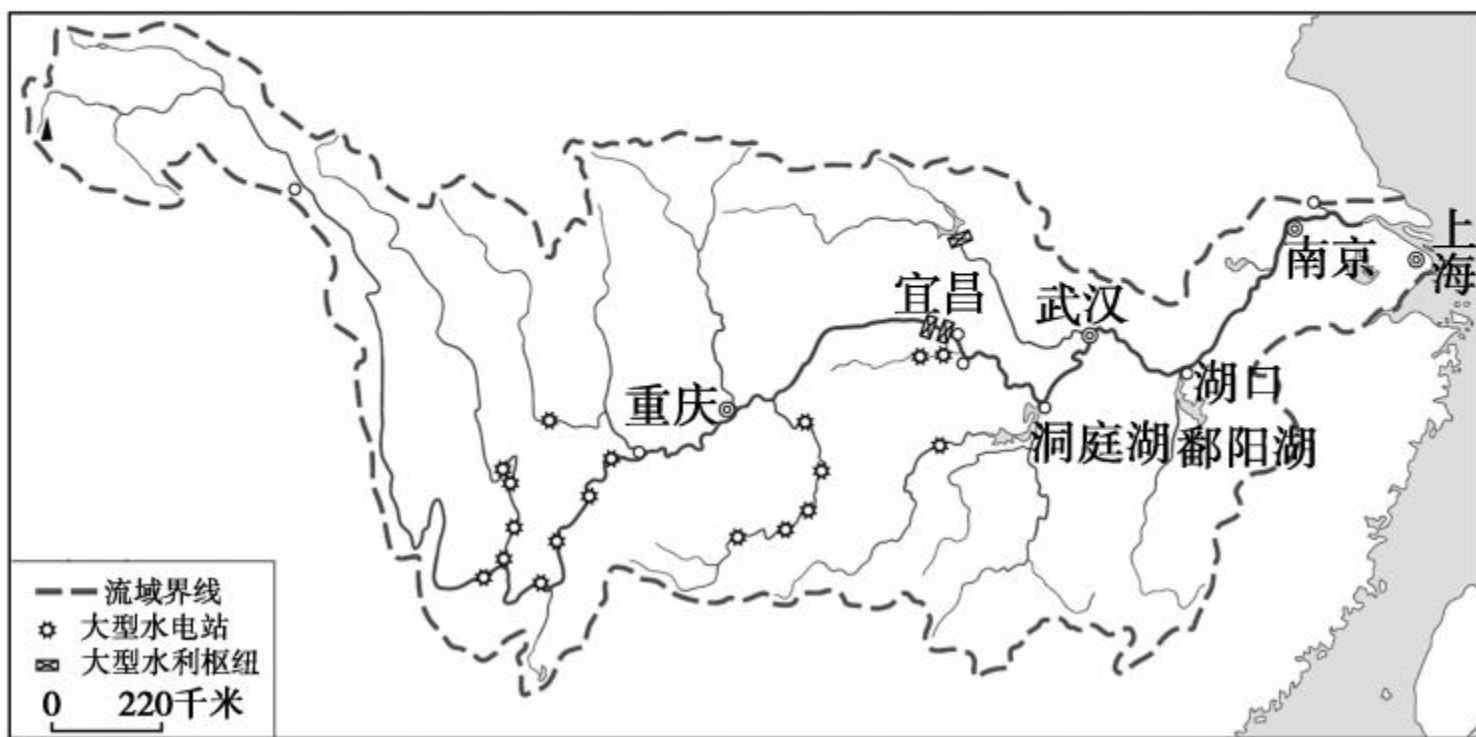 上海
南京
宜昌
武汉
重庆
湖口
洞庭湖
鄱阳湖
流域界线
大型水电站
大型水利枢纽
0 220千米